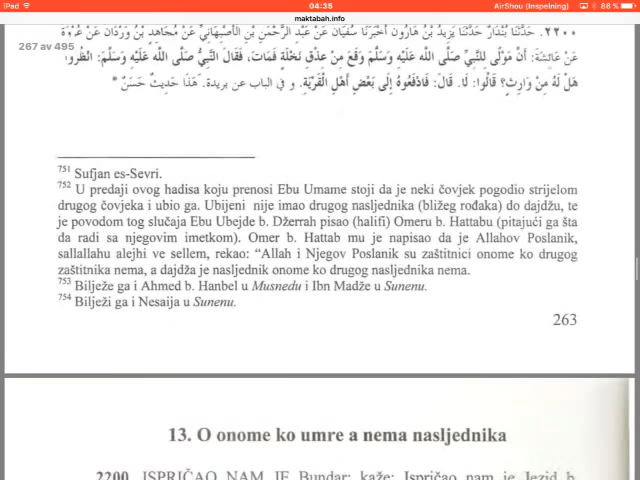 iPad
04:35
AirShou (Inspelning)
86 %
maktabah.info
267 av 495
٢٢٠٠. حَدَّثَنَا بُنْدَارٌ حَدَّثَنَا يَزِيدُ بْنُ هَارُونَ أَخْبَرَنَا سُفْيَانُ عَنْ عَبْدِ الرَّحْمَنِ بْنِ الْأَصْبَهَانِيِّ عَنْ مُجَاهِدِ بْنِ وَرْدَانَ عَنْ عُرْوَةَ
عَنْ عَائِشَةَ: أَنَّ مَوْلًى لِلنَّبِيِّ صَلَّى اللَّه عَلَيْهِ وَسَلَّمَ وَقَعَ مِنْ عِذْقِ نَخْلَةٍ فَمَاتَ، فَقَالَ النَّبِيُّ صَلَّى اللَّه عَلَيْهِ وَسَلَّمَ: انْظُرُوا
هَلْ لَهُ مِنْ وَارِثٍ؟ قَالُوا: لَا. قَالَ: فَادْفَعُوهُ إِلَى بَعْضِ أَهْلِ الْقَرْيَةِ. و في الباب عن بريدة. هَذَا حَدِيثٌ حَسَنٌ *
751 Sufjan es-Sevri.
752 U predaji ovog hadisa koju prenosi Ebu Umame stoji da je neki čovjek pogodio strijelom
drugog čovjeka i ubio ga. Ubijeni nije imao drugog nasljednika (bližeg rođaka) do dajdžu, te
je povodom tog slučaja Ebu Ubejde b. Džerrah pisao (halifi) Omeru b. Hattabu (pitajući ga šta
da radi sa njegovim imetkom). Omer b. Hattab mu je napisao da je Allahov Poslanik,
sallallahu alejhi ve sellem, rekao: “Allah i Njegov Poslanik su zaštitnici onome ko drugog
zaštitnika nema, a dajdža je nasljednik onome ko drugog nasljednika nema.
753 Bilježe ga i Ahmed b. Hanbel u Musnedu i Ibn Madže u Sunenu.
754 Bilježi ga i Nesaija u Sunenu.
263
13. O onome ko umre a nema nasljednika
2200. ISPRIČAO NAM JE Bundar; kaže: Ispričao nam je Jezid b.